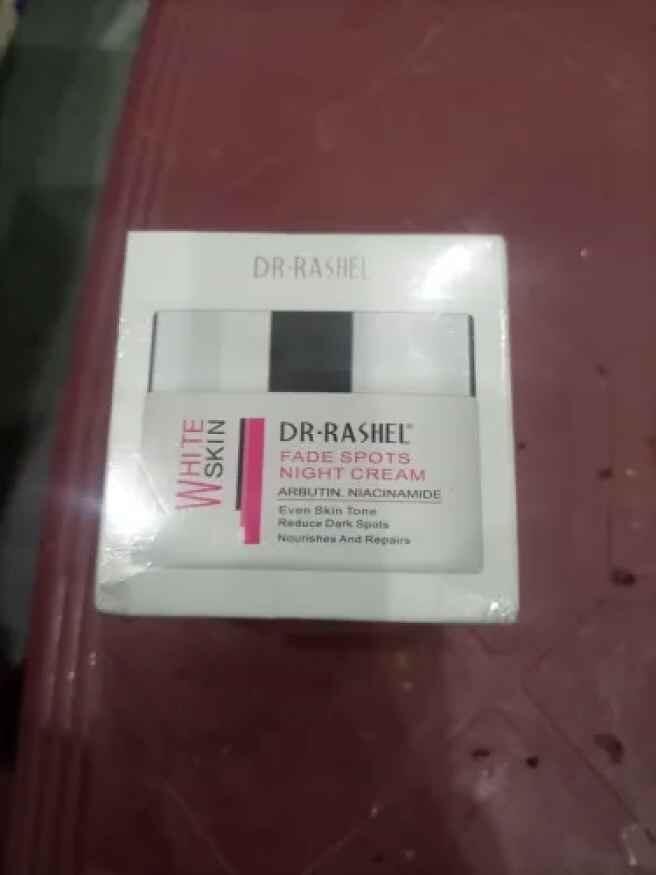 DR·RASHEL
WHITE
SKIN
DR·RASHEL®
FADE SPOTS
NIGHT CREAM
ARBUTIN. NIACINAMIDE
Even Skin Tone
Reduce Dark Spots
Nourishes And Repairs